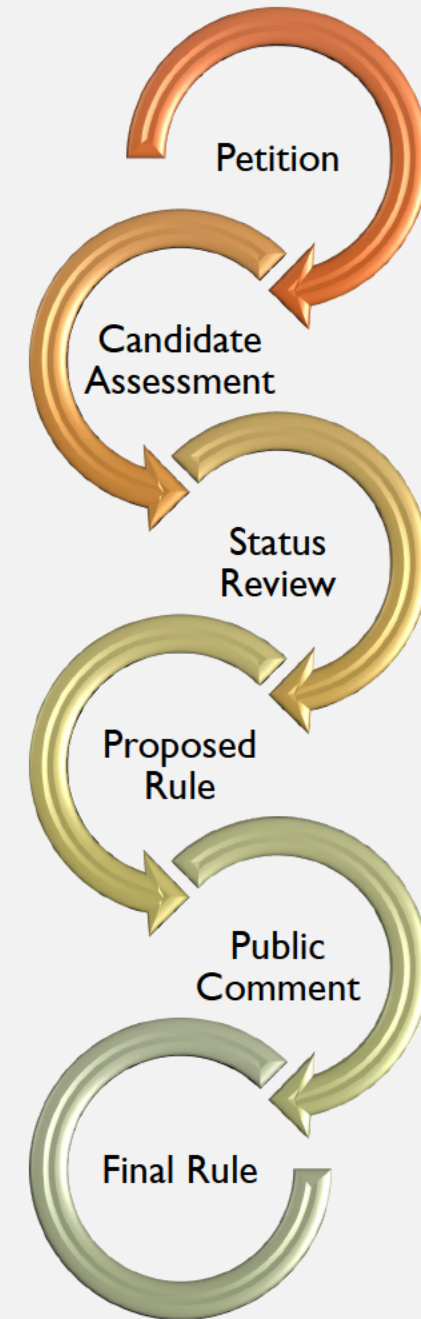 Petition
Candidate
Assessment
Status
Review
Proposed
Rule
Public
Comment
Final Rule